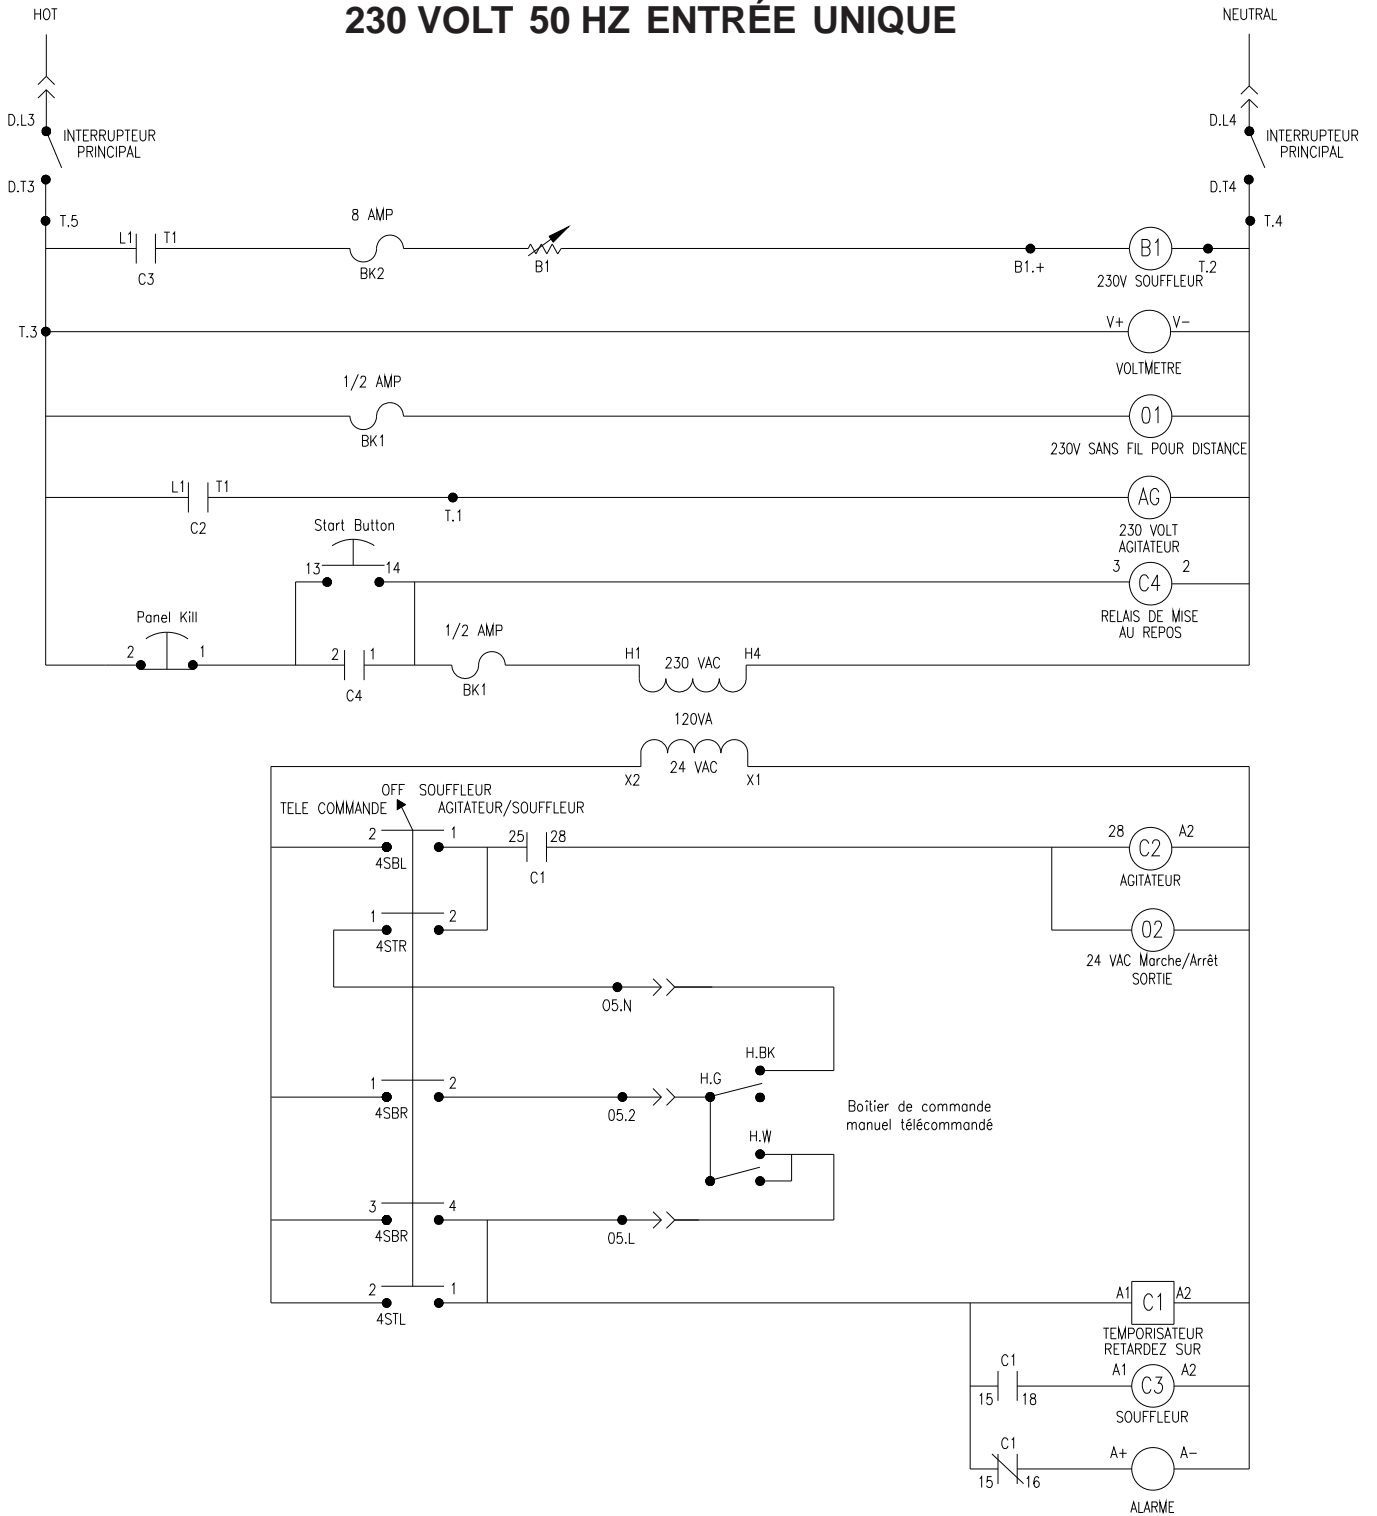 230 VOLT 50 HZ ENTRÉE UNIQUE
HOT
NEUTRAL
D.L3
INTERRUPTEUR
PRINCIPAL
D.T3
T.5
D.L4
INTERRUPTEUR
PRINCIPAL
D.T4
T.4
L1 T1
C3
8 AMP
BK2
B1
B1.+
B1
T.2
230V SOUFFLEUR
T.3
V+ V-
VOLTMETRE
1/2 AMP
BK1
O1
230V SANS FIL POUR DISTANCE
L1 T1
C2
T.1
AG
230 VOLT
AGITATEUR
Start Button
13 14
3 2
C4
RELAIS DE MISE
AU REPOS
Panel Kill
2 1
2 1
C4
1/2 AMP
BK1
H1 230 VAC H4
120VA
X2 24 VAC X1
OFF SOUFFLEUR
TELE COMMANDE AGITATEUR/SOUFFLEUR
2 1
4SBL
25 28
C1
28 A2
C2
AGITATEUR
1 2
4STR
O2
24 VAC Marche/Arrêt
SORTIE
05.N
H.BK
H.G
1 2
4SBR
05.2
Boîtier de commande
manuel télécommandé
H.W
3 4
4SBR
05.L
2 1
4STL
A1 C1 A2
TEMPORISATEUR
RETARDEZ SUR
C1
15 18
A1 A2
C3
SOUFFLEUR
C1
15 16
A+ A-
ALARME